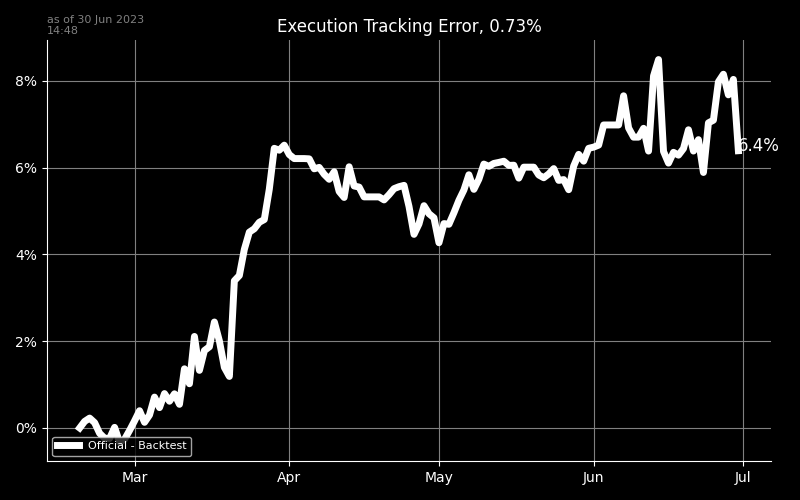 as of 30 Jun 2023
14:48
Execution Tracking Error, 0.73%
8%
6%
4%
2%
0%
6.4%
Official - Backtest
Mar Apr May Jun Jul